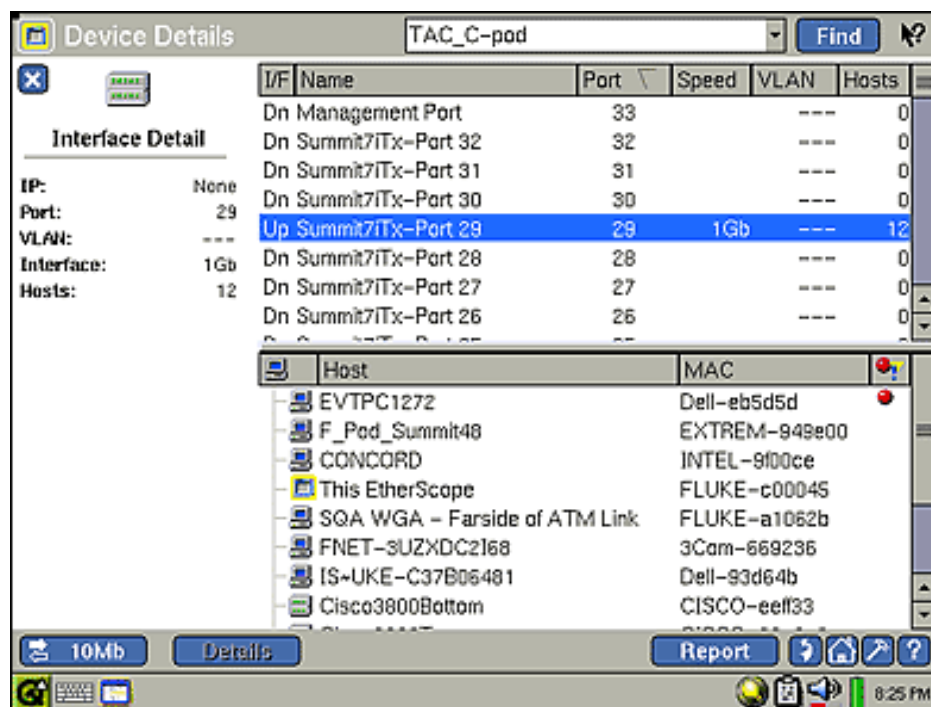 Device Details TAC_C-pod Find
Interface Detail
IP: None
Port: 29
VLAN: ---
Interface: 1Gb
Hosts: 12
I/F Name Port Speed VLAN Hosts
Dn Management Port 33 --- 0
Dn Summit7iTx-Port 32 32 --- 0
Dn Summit7iTx-Port 31 31 --- 0
Dn Summit7iTx-Port 30 30 --- 0
Up Summit7iTx-Port 29 29 1Gb --- 12
Dn Summit7iTx-Port 28 28 --- 0
Dn Summit7iTx-Port 27 27 --- 0
Dn Summit7iTx-Port 26 26 --- 0
Host MAC
EVTPC1272 Dell-eb5d5d
F_Pod_Summit48 EXTREM-949e00
CONCORD INTEL-9f00ce
This EtherScope FLUKE-c00045
SQA WGA - Farside of ATM Link FLUKE-a1062b
FNET-3UZXDC2I68 3Com-669236
IS~UKE-C37B06481 Dell-93d64b
Cisco3800Bottom CISCO-eeff33
10Mb Details Report ?
8:25 PM